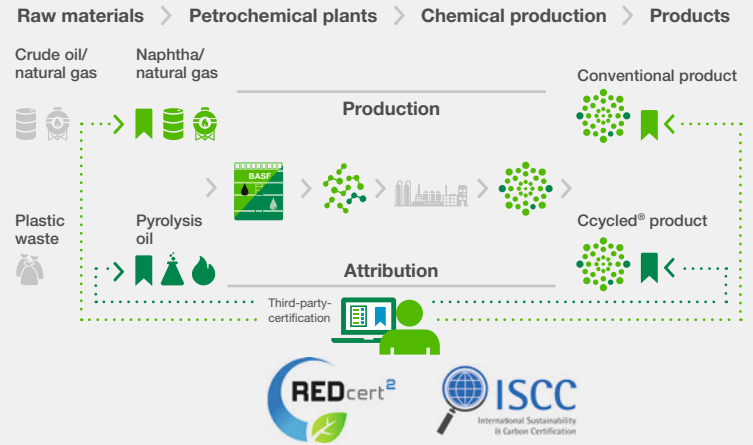 Raw materials > Petrochemical plants > Chemical production > Products
Crude oil/
natural gas
Naphtha/
natural gas
Conventional product
Production
BASF
Plastic
waste
Pyrolysis
oil
Ccycled® product
Attribution
Third-party-
certification
REDcert²
ISCC
International Sustainability
& Carbon Certification